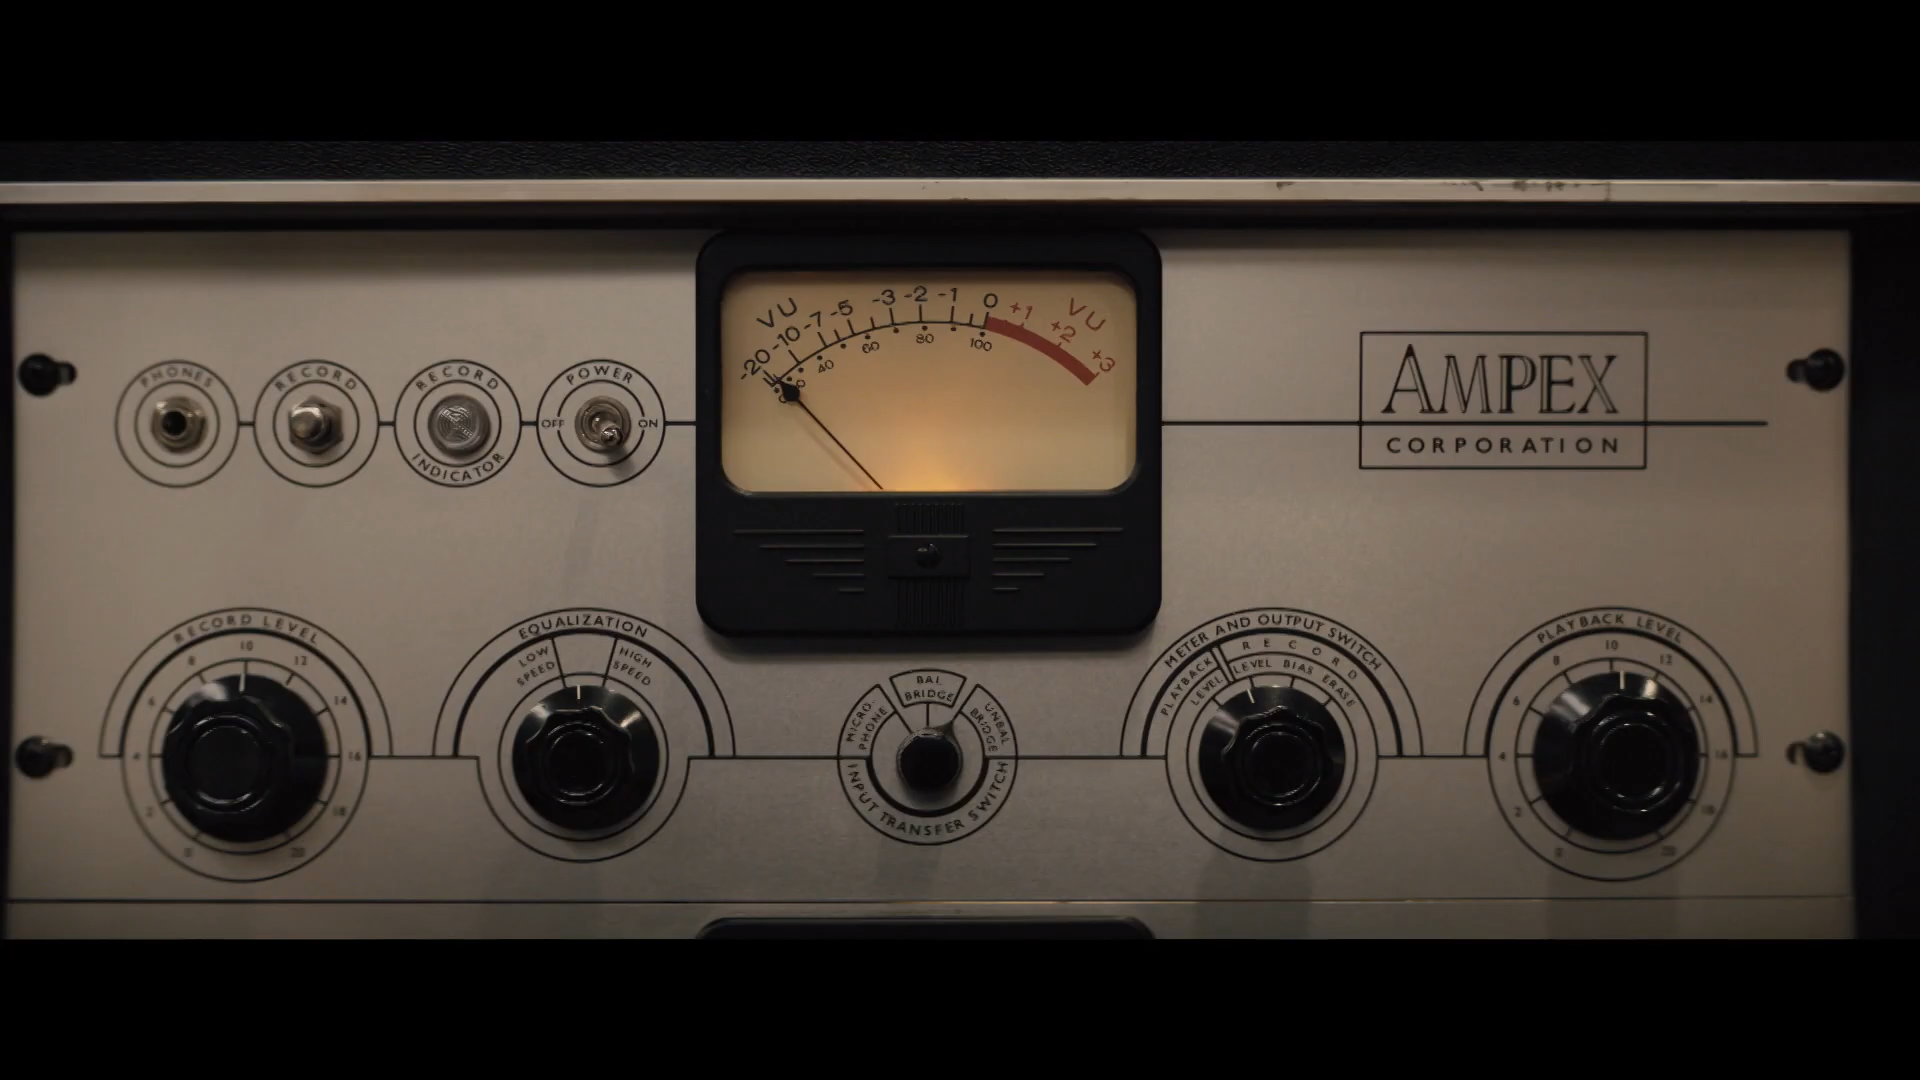 PHONES
RECORD
RECORD
INDICATOR
POWER
OFF
ON
VU
-20 -10 -7 -5 -3 -2 -1 0 +1 +2 +3
VU
40 60 80 100
AMPEX
CORPORATION
RECORD LEVEL
0 2 4 6 8 10 12 14 16 18 20
EQUALIZATION
LOW
SPEED
HIGH
SPEED
MICRO-
PHONE
BAL
BRIDGE
UNBAL
BRIDGE
INPUT TRANSFER SWITCH
METER AND OUTPUT SWITCH
PLAYBACK
LEVEL
RECORD
LEVEL BIAS ERASE
PLAYBACK LEVEL
0 2 4 6 8 10 12 14 16 18 20